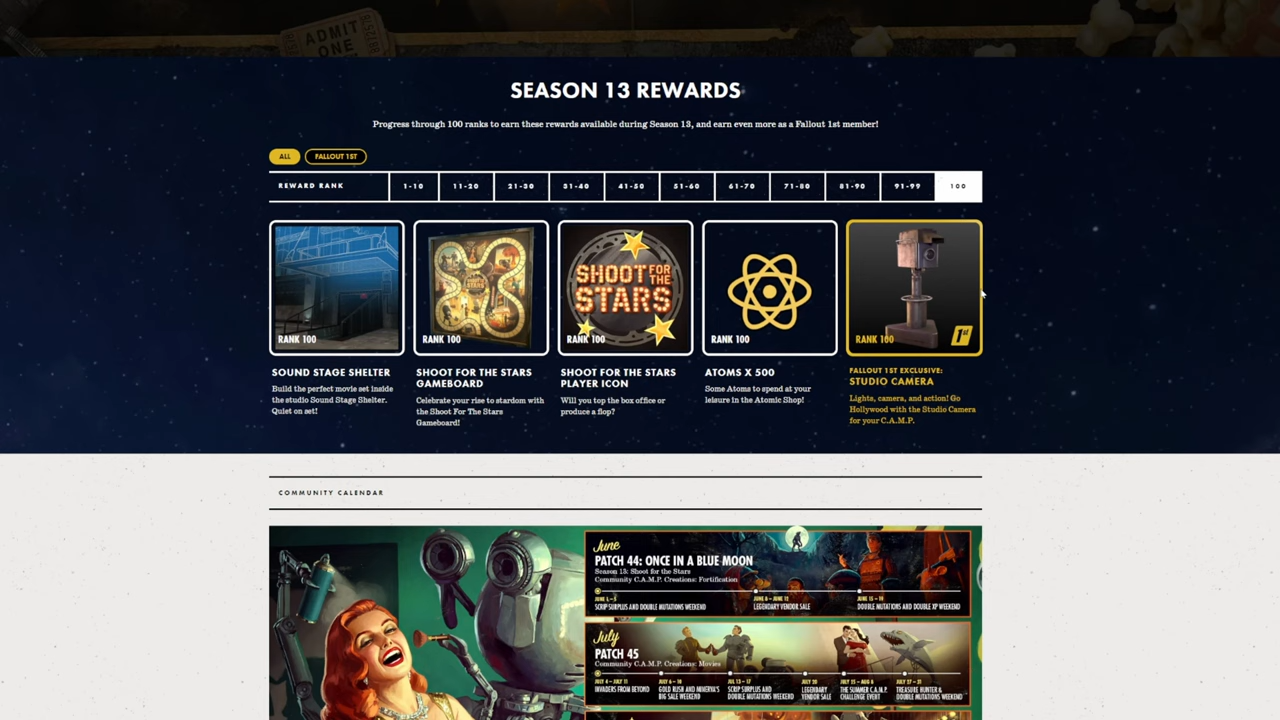 ADMIT
ONE
SEASON 13 REWARDS
Progress through 100 ranks to earn these rewards available during Season 13, and earn even more as a Fallout 1st member!
ALL
FALLOUT 1ST
REWARD RANK
1-10
11-20
21-30
31-40
41-50
51-60
61-70
71-80
81-90
91-99
100
SHOOT FOR THE
STARS
RANK 100
RANK 100
RANK 100
RANK 100
RANK 100
1st
SOUND STAGE SHELTER
Build the perfect movie set inside
the studio Sound Stage Shelter.
Quiet on set!
SHOOT FOR THE STARS
GAMEBOARD
Celebrate your rise to stardom with
the Shoot For The Stars
Gameboard!
SHOOT FOR THE STARS
PLAYER ICON
Will you top the box office or
produce a flop?
ATOMS X 500
Some Atoms to spend at your
leisure in the Atomic Shop!
FALLOUT 1ST EXCLUSIVE:
STUDIO CAMERA
Lights, camera, and action! Go
Hollywood with the Studio Camera
for your C.A.M.P.
COMMUNITY CALENDAR
June
PATCH 44: ONCE IN A BLUE MOON
Season 13: Shoot for the Stars
Community C.A.M.P. Creations: Fortification
JUNE 1 – 5
SCRIP SURPLUS AND DOUBLE MUTATIONS WEEKEND
JUNE 8 – JUNE 12
LEGENDARY VENDOR SALE
JUNE 15 – 19
DOUBLE MUTATIONS AND DOUBLE XP WEEKEND
July
PATCH 45
Community C.A.M.P. Creations: Movies
JULY 4 – JULY 11
INVADERS FROM BEYOND
JULY 6 – 10
GOLD RUSH AND MINERVA'S
BIG SALE WEEKEND
JUL 13 – 17
SCRIP SURPLUS AND
DOUBLE MUTATIONS WEEKEND
JULY 20
LEGENDARY
VENDOR SALE
JULY 25 – AUG 8
THE SUMMER C.A.M.P.
CHALLENGE EVENT
JULY 27 – 31
TREASURE HUNTER &
DOUBLE MUTATIONS WEEKEND